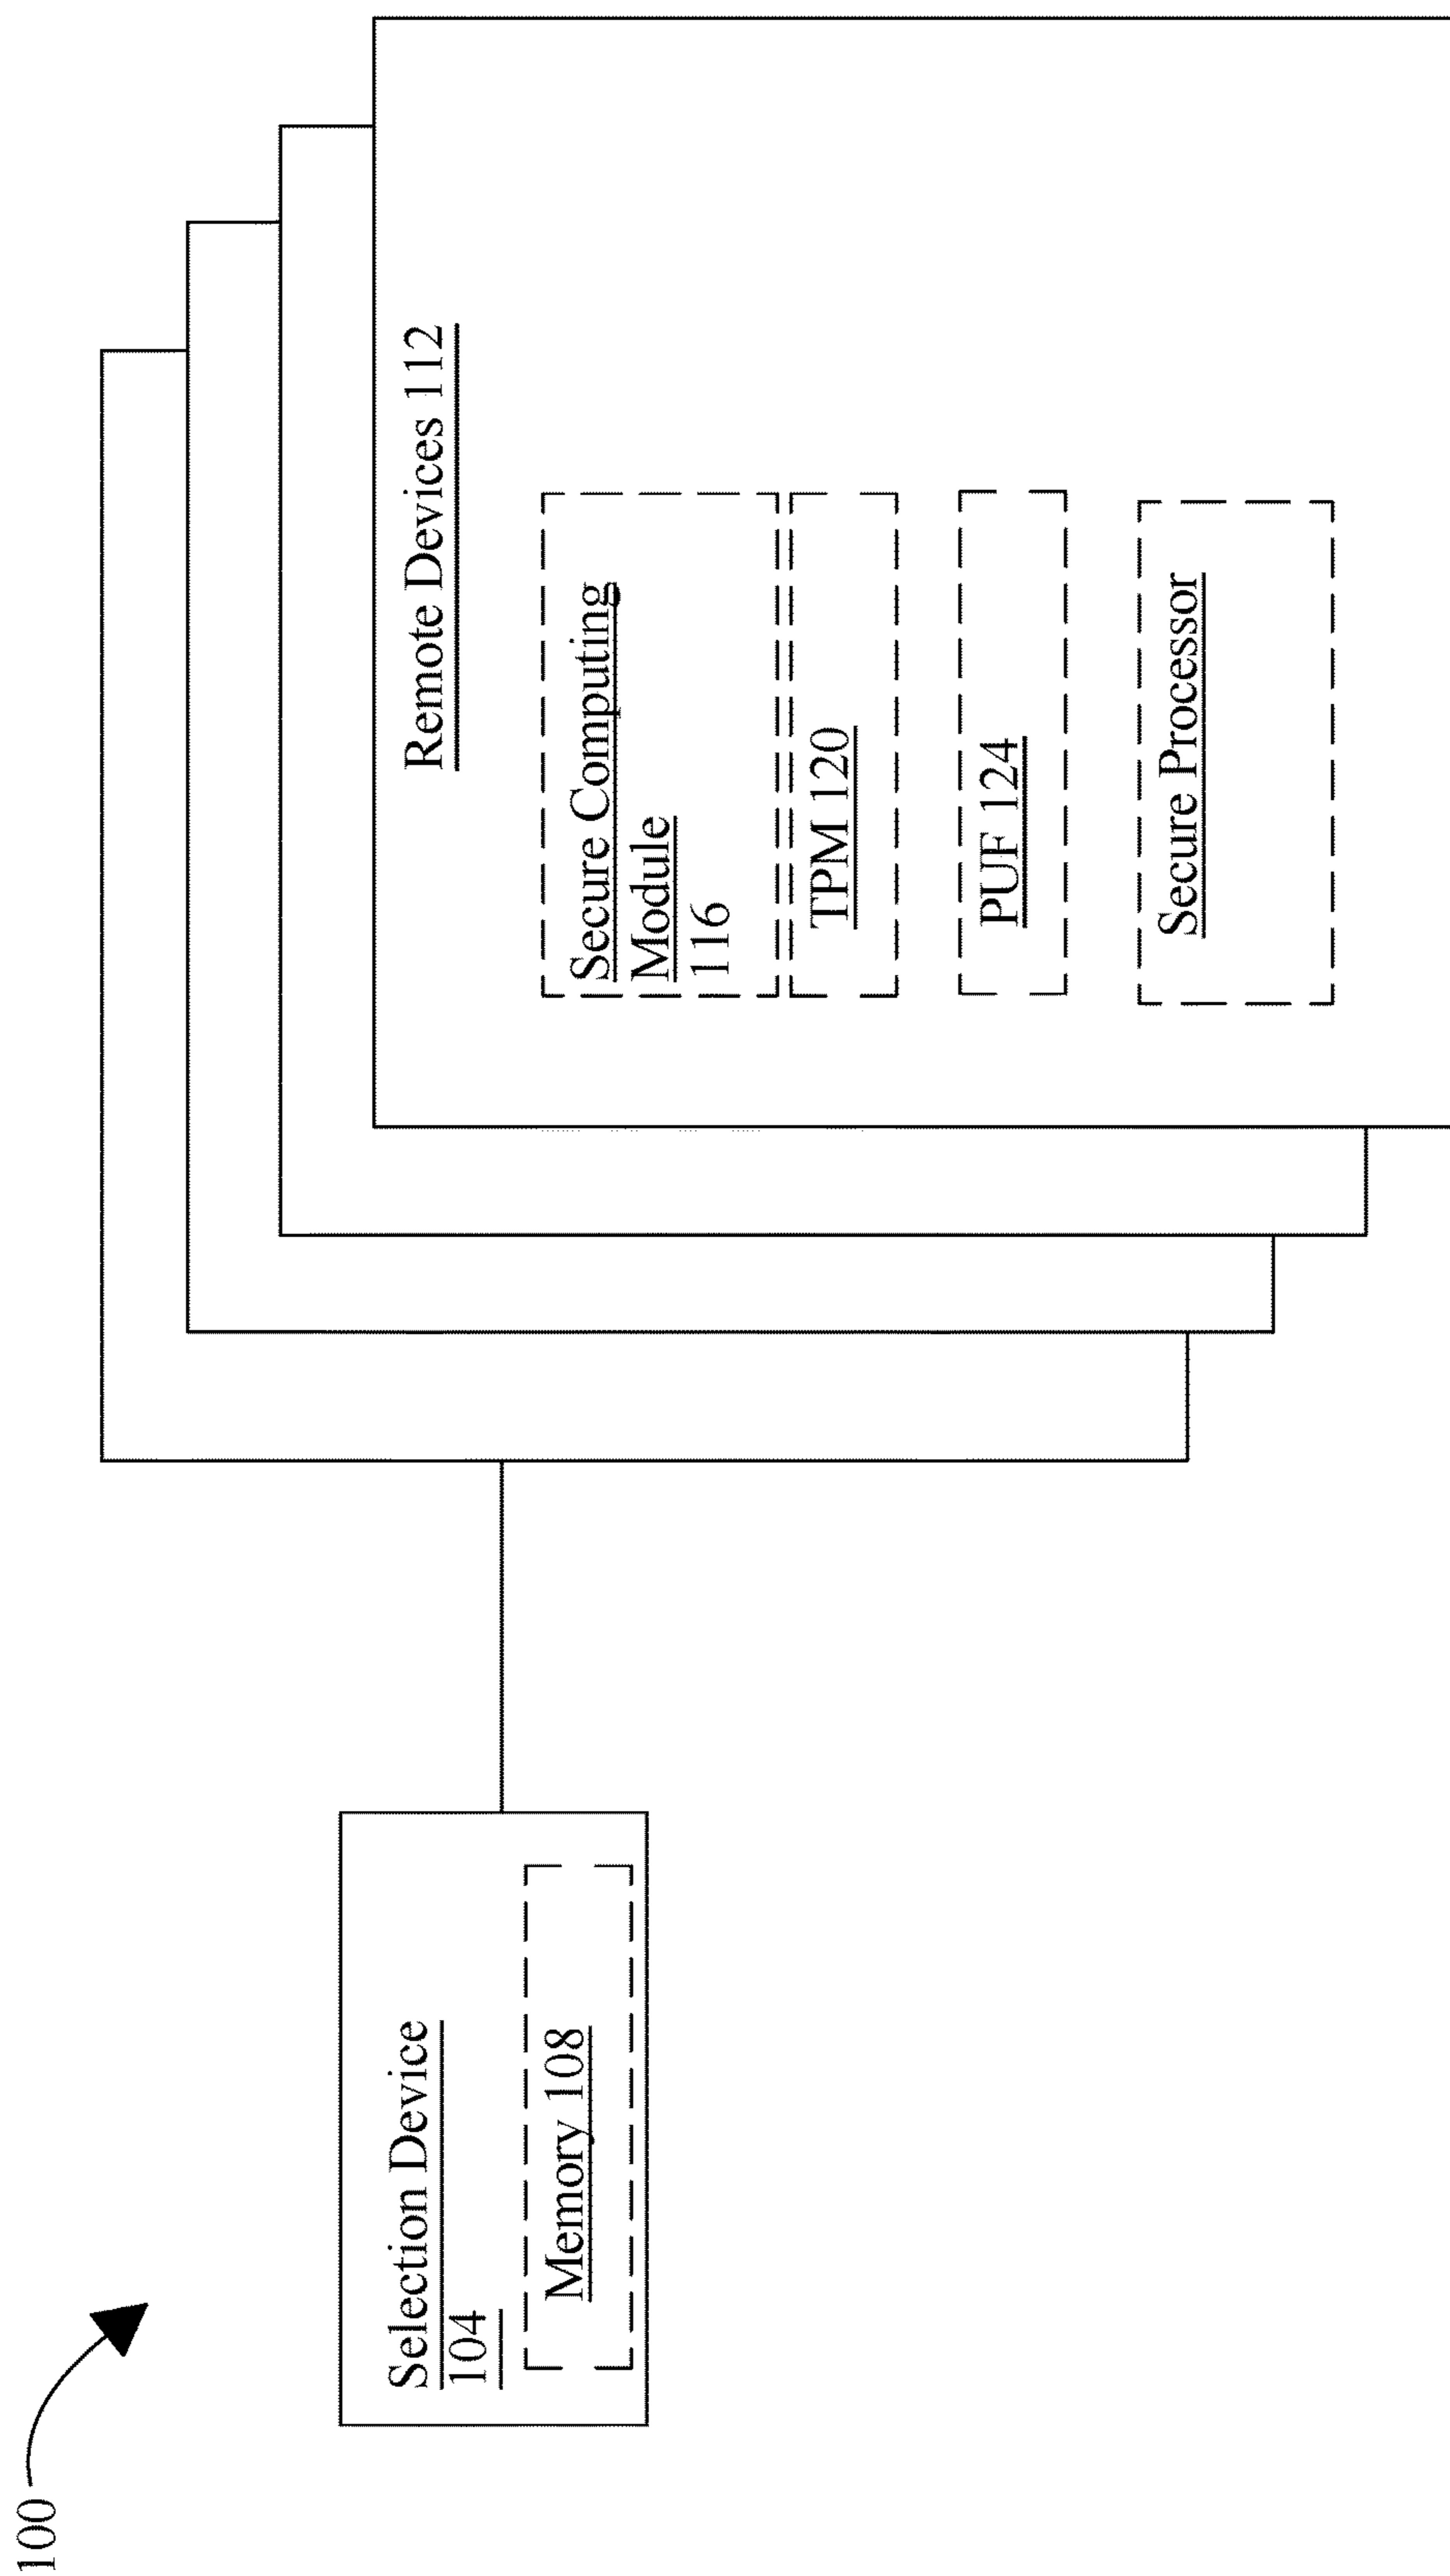 100
Selection Device
104
Memory 108
Remote Devices 112
Secure Computing
Module
116
TPM 120
PUF 124
Secure Processor